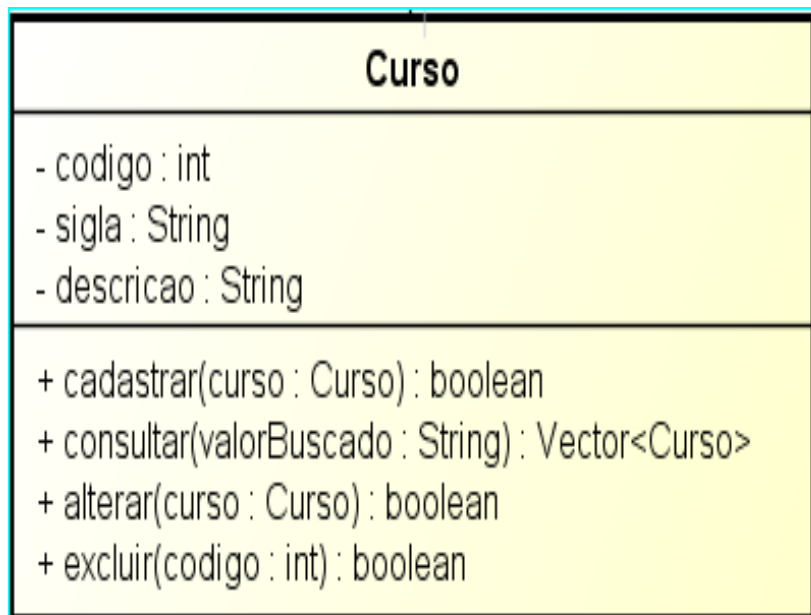 Curso
- codigo : int
- sigla : String
- descricao : String
+ cadastrar(curso : Curso) : boolean
+ consultar(valorBuscado : String) : Vector<Curso>
+ alterar(curso : Curso) : boolean
+ excluir(codigo : int) : boolean